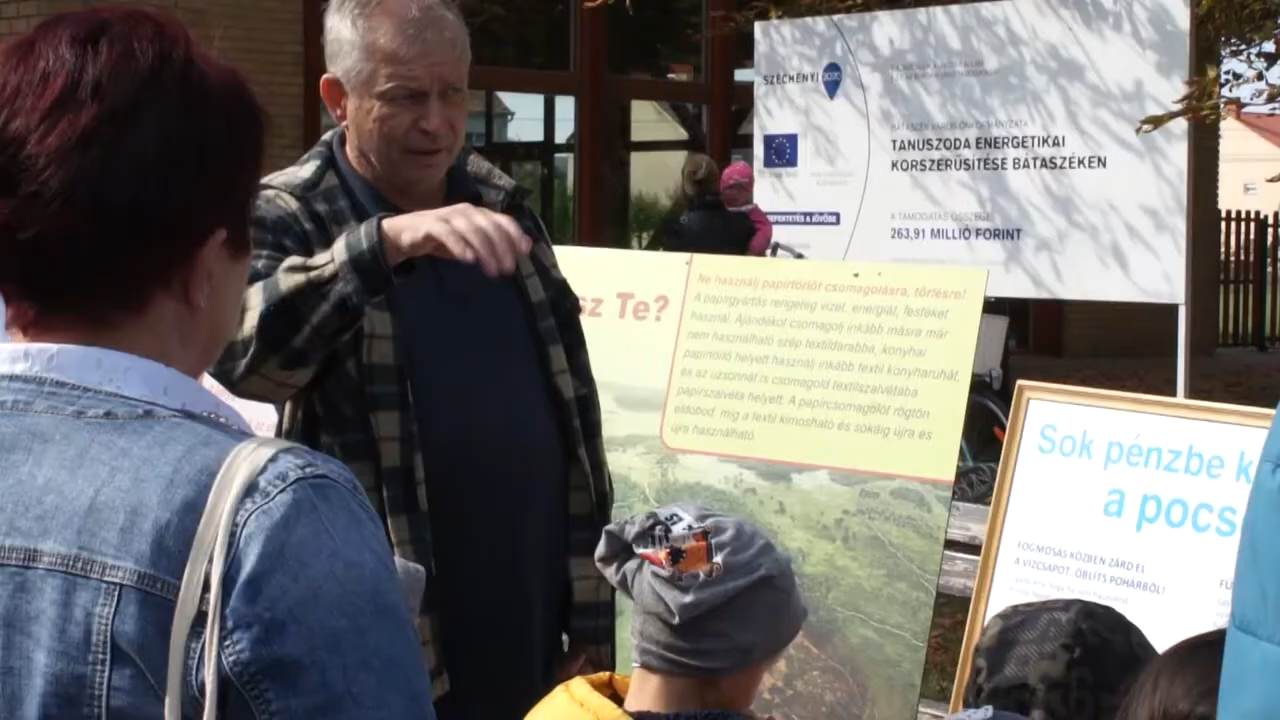 SZÉCHENYI 2020
BÁTASZÉK VÁROS ÖNKORMÁNYZATA
TANUSZODA ENERGETIKAI
KORSZERŰSÍTÉSE BÁTASZÉKEN
BEFEKTETÉS A JÖVŐBE
A TÁMOGATÁS ÖSSZEGE
263,91 MILLIÓ FORINT
sz Te?
Ne használj papírtörlőt csomagolásra, törlésre!
A papírgyártás rengeteg vizet, energiát, festéket
használ. Ajándékot csomagolj inkább másra már
nem használható szép textildarabba, konyhai
papírtörlő helyett használj inkább textil konyharuhát,
és az uzsonnát is csomagold textilszalvétába
papírszalvéta helyett. A papírcsomagolót rögtön
eldobod, míg a textil kimosható és sokáig újra és
újra használható.
Sok pénzbe k
a pocs
FOGMOSÁS KÖZBEN ZÁRD EL
A VÍZCSAPOT, ÖBLÍTS POHÁRBÓL!